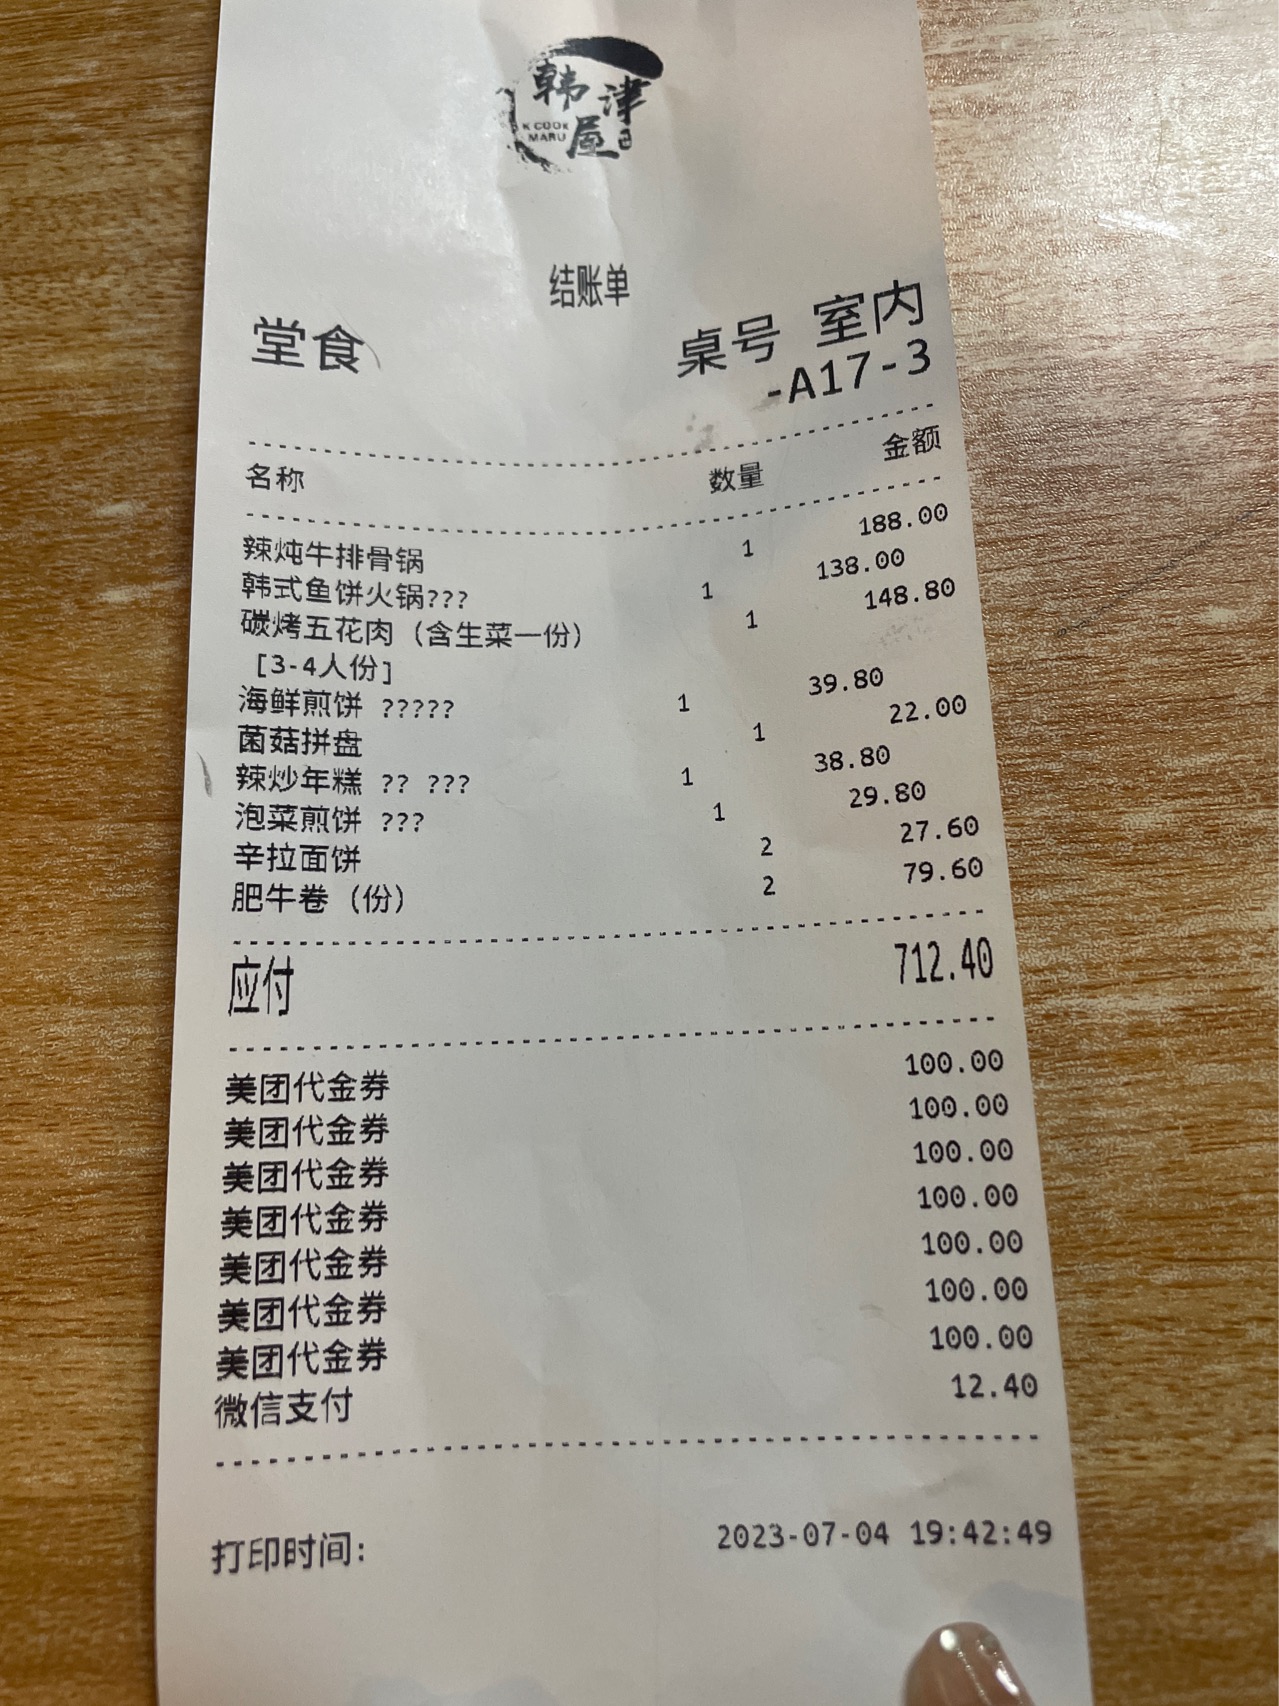 韩津屋
K COOK
MARU
结账单
堂食 桌号 室内
-A17-3
名称 数量 金额
辣炖牛排骨锅 1 188.00
韩式鱼饼火锅??? 1 138.00
碳烤五花肉（含生菜一份） 1 148.80
[3-4人份]
海鲜煎饼 ????? 1 39.80
菌菇拼盘 1 22.00
辣炒年糕 ?? ??? 1 38.80
泡菜煎饼 ??? 1 29.80
辛拉面饼 2 27.60
肥牛卷（份） 2 79.60
应付 712.40
美团代金券 100.00
美团代金券 100.00
美团代金券 100.00
美团代金券 100.00
美团代金券 100.00
美团代金券 100.00
美团代金券 100.00
微信支付 12.40
打印时间: 2023-07-04 19:42:49